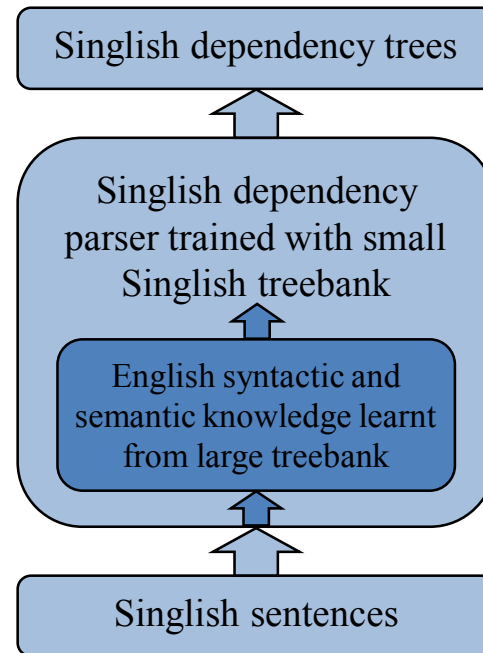 Singlish dependency trees
Singlish dependency
parser trained with small
Singlish treebank
English syntactic and
semantic knowledge learnt
from large treebank
Singlish sentences